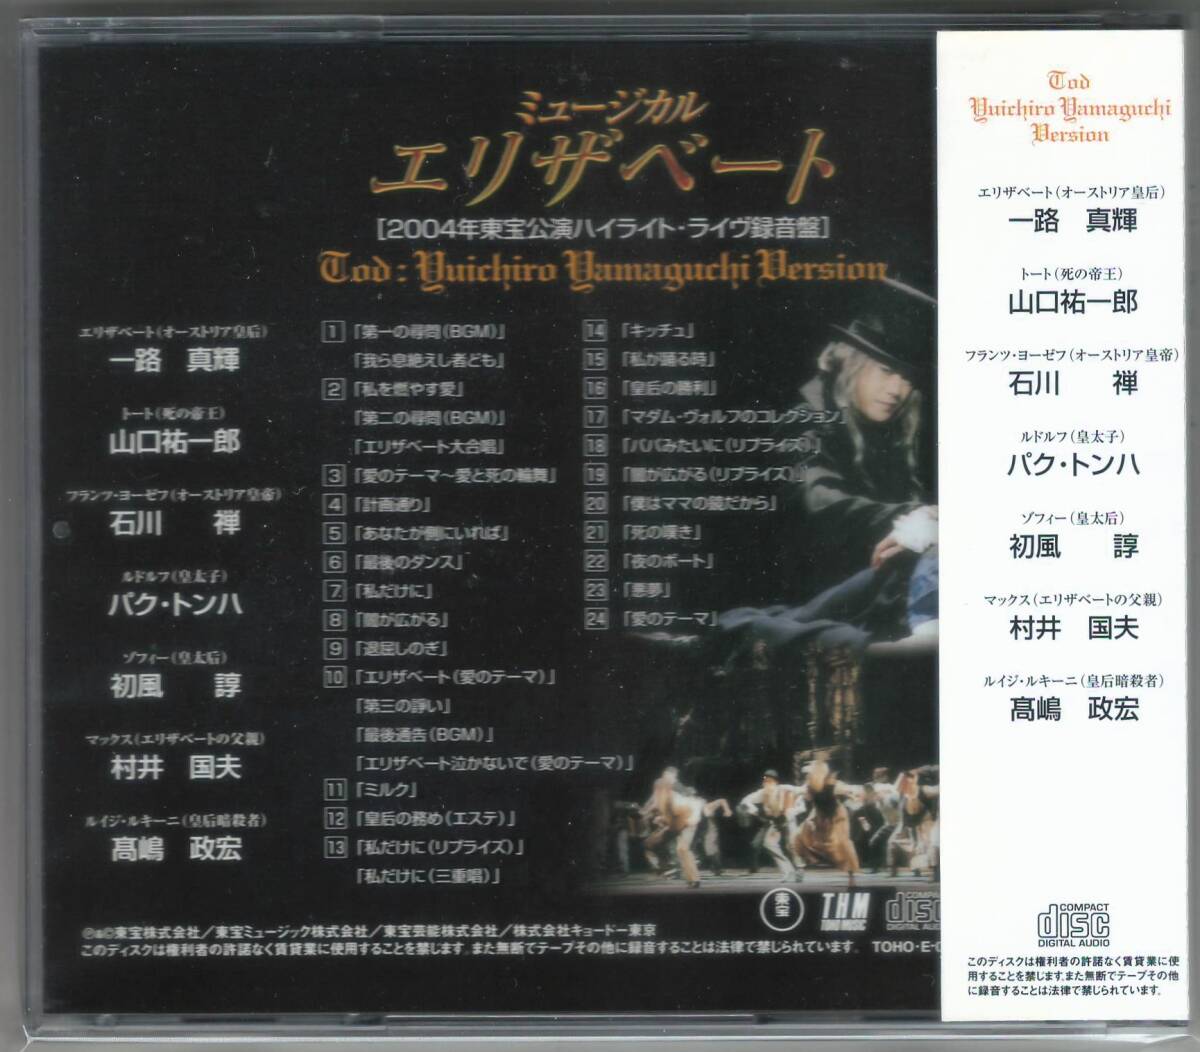 ミュージカル
エリザベート
[2004年東宝公演ハイライト・ライヴ録音盤]
Tod : Yuichiro Yamaguchi Version
エリザベート(オーストリア皇后)
一路 真輝
トート(死の帝王)
山口祐一郎
フランツ・ヨーゼフ(オーストリア皇帝)
石川 禅
ルドルフ(皇太子)
パク・トンハ
ゾフィー(皇太后)
初風 諄
マックス(エリザベートの父親)
村井 国夫
ルイジ・ルキーニ(皇后暗殺者)
髙嶋 政宏
1 「第一の尋問(BGM)」
「我ら息絶えし者ども」
2 「私を燃やす愛」
「第二の尋問(BGM)」
「エリザベート大合唱」
3 「愛のテーマ~愛と死の輪舞」
4 「計画通り」
5 「あなたが側にいれば」
6 「最後のダンス」
7 「私だけに」
8 「闇が広がる」
9 「退屈しのぎ」
10 「エリザベート(愛のテーマ)」
「第三の諍い」
「最後通告(BGM)」
「エリザベート泣かないで(愛のテーマ)」
11 「ミルク」
12 「皇后の務め(エステ)」
13 「私だけに(リプライズ)」
「私だけに(三重唱)」
14 「キッチュ」
15 「私が踊る時」
16 「皇后の勝利」
17 「マダム・ヴォルフのコレクション」
18 「パパみたいに(リプライズ)」
19 「闇が広がる(リプライズ)」
20 「僕はママの鏡だから」
21 「死の嘆き」
22 「夜のボート」
23 「悪夢」
24 「愛のテーマ」
東宝
THM
TOHO MUSIC
COMPACT
disc
DIGITAL AUDIO
℗&©東宝株式会社/東宝ミュージック株式会社/東宝芸能株式会社/株式会社キョードー東京
このディスクは権利者の許諾なく賃貸業に使用することを禁じます。また無断でテープその他に録音することは法律で禁じられています。 TOHO・E-0
Tod
Yuichiro Yamaguchi
Version
エリザベート(オーストリア皇后)
一路 真輝
トート(死の帝王)
山口祐一郎
フランツ・ヨーゼフ(オーストリア皇帝)
石川 禅
ルドルフ(皇太子)
パク・トンハ
ゾフィー(皇太后)
初風 諄
マックス(エリザベートの父親)
村井 国夫
ルイジ・ルキーニ(皇后暗殺者)
髙嶋 政宏
COMPACT
disc
DIGITAL AUDIO
このディスクは権利者の許諾なく賃貸業に使
用することを禁じます。また無断でテープその他
に録音することは法律で禁じられています。